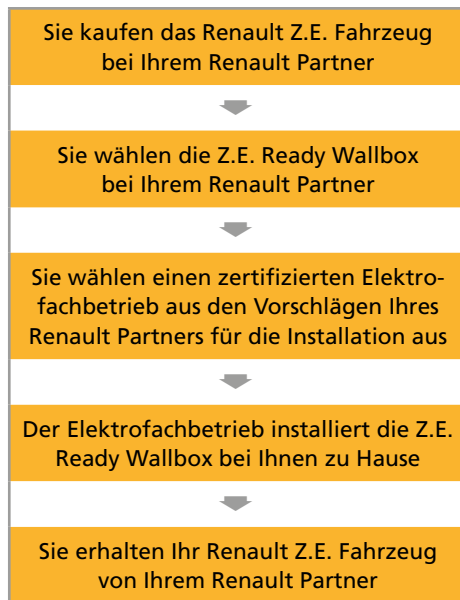 Sie kaufen das Renault Z.E. Fahrzeug
bei Ihrem Renault Partner
Sie wählen die Z.E. Ready Wallbox
bei Ihrem Renault Partner
Sie wählen einen zertifizierten Elektro-
fachbetrieb aus den Vorschlägen Ihres
Renault Partners für die Installation aus
Der Elektrofachbetrieb installiert die Z.E.
Ready Wallbox bei Ihnen zu Hause
Sie erhalten Ihr Renault Z.E. Fahrzeug
von Ihrem Renault Partner